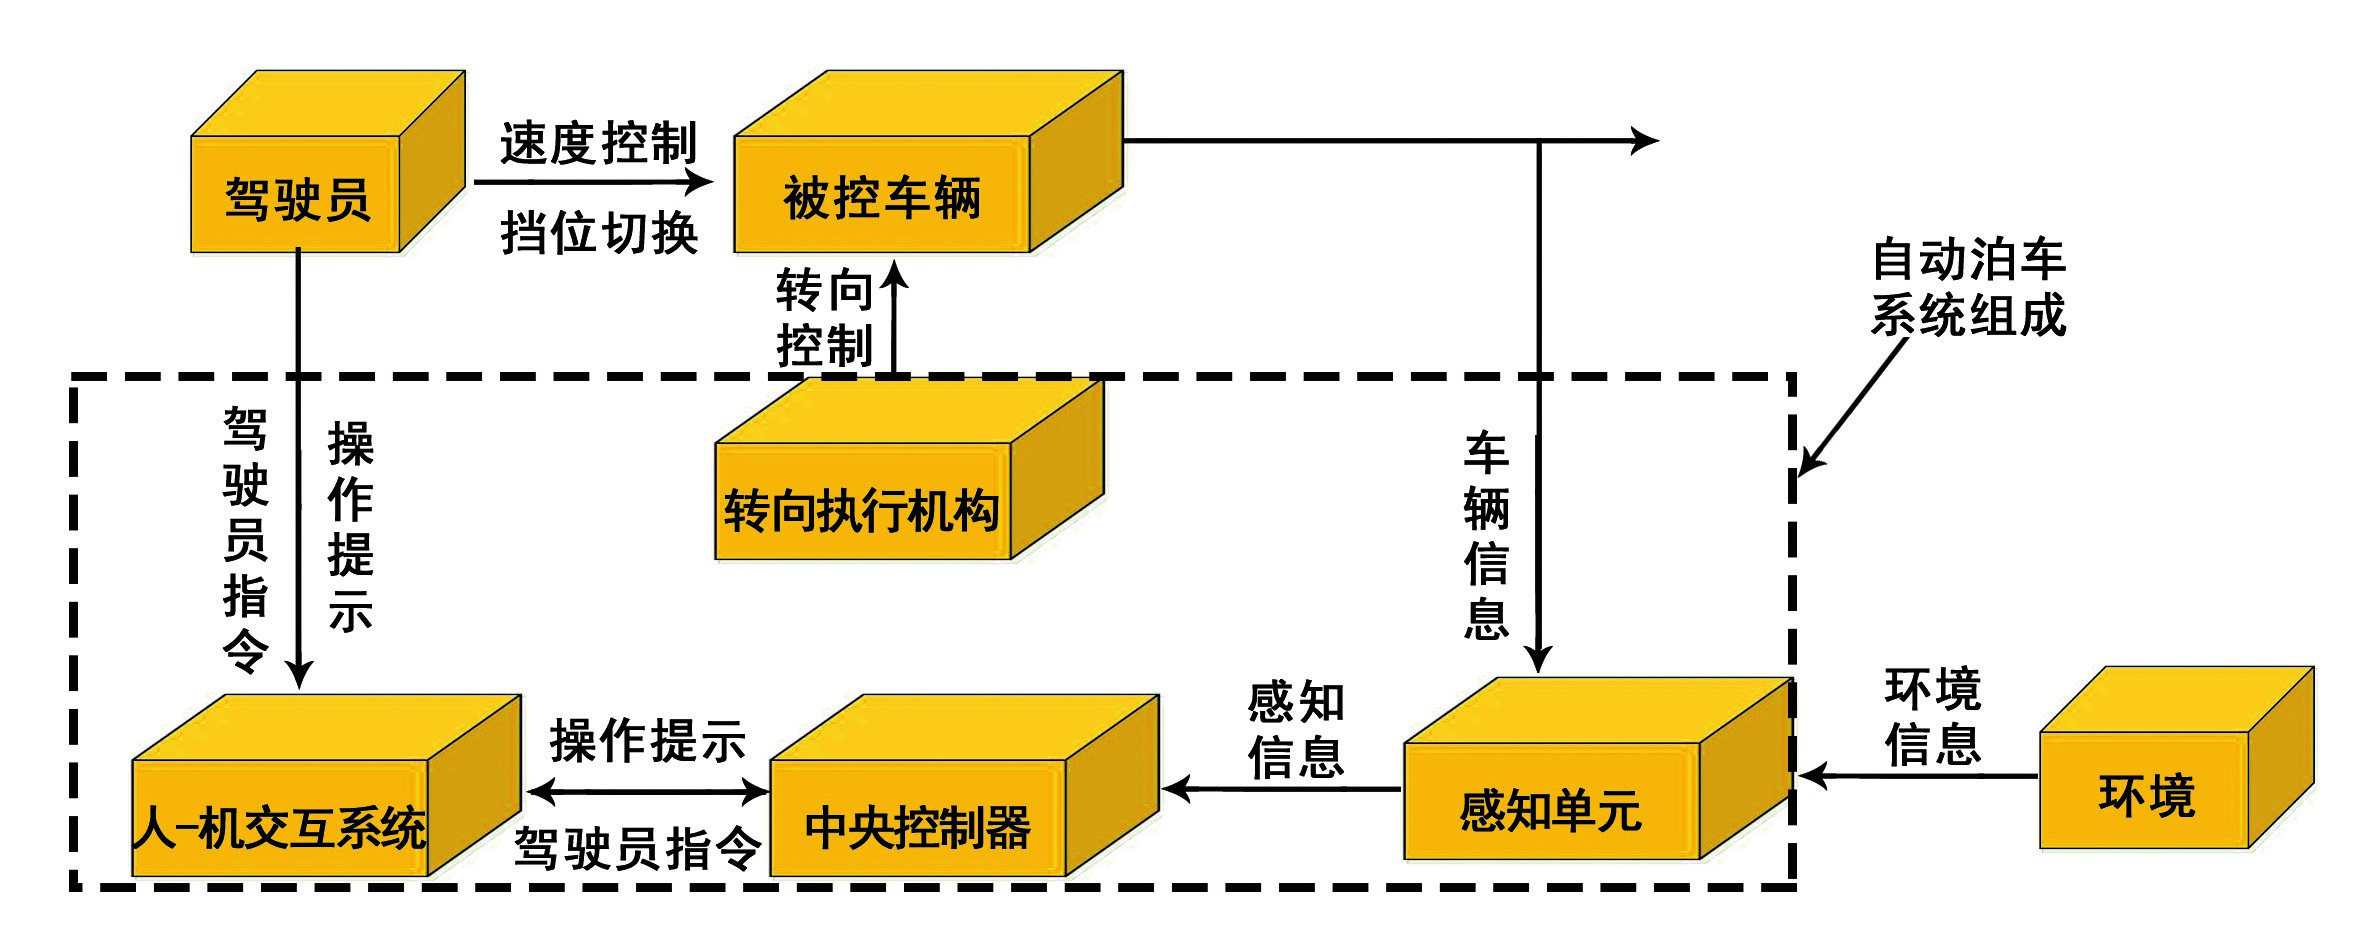 驾驶员
速度控制
挡位切换
被控车辆
转向
控制
自动泊车
系统组成
驾驶员指令
操作提示
转向执行机构
车辆信息
人-机交互系统
操作提示
驾驶员指令
中央控制器
感知
信息
感知单元
环境
信息
环境